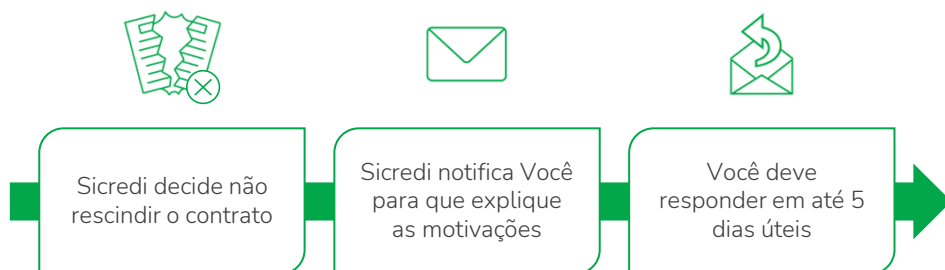 Sicredi decide não
rescindir o contrato
Sicredi notifica Você
para que explique
as motivações
Você deve
responder em até 5
dias úteis